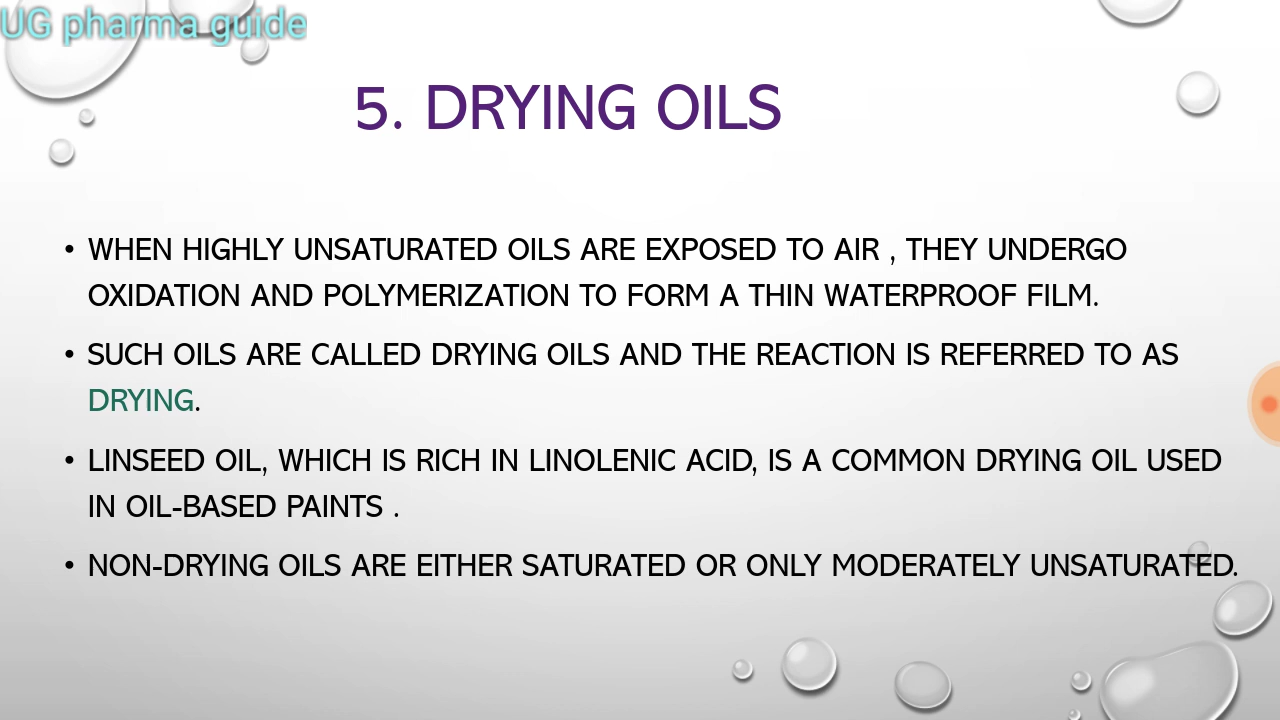 UG pharma guide
5. DRYING OILS
• WHEN HIGHLY UNSATURATED OILS ARE EXPOSED TO AIR , THEY UNDERGO
OXIDATION AND POLYMERIZATION TO FORM A THIN WATERPROOF FILM.
• SUCH OILS ARE CALLED DRYING OILS AND THE REACTION IS REFERRED TO AS
DRYING.
• LINSEED OIL, WHICH IS RICH IN LINOLENIC ACID, IS A COMMON DRYING OIL USED
IN OIL-BASED PAINTS .
• NON-DRYING OILS ARE EITHER SATURATED OR ONLY MODERATELY UNSATURATED.